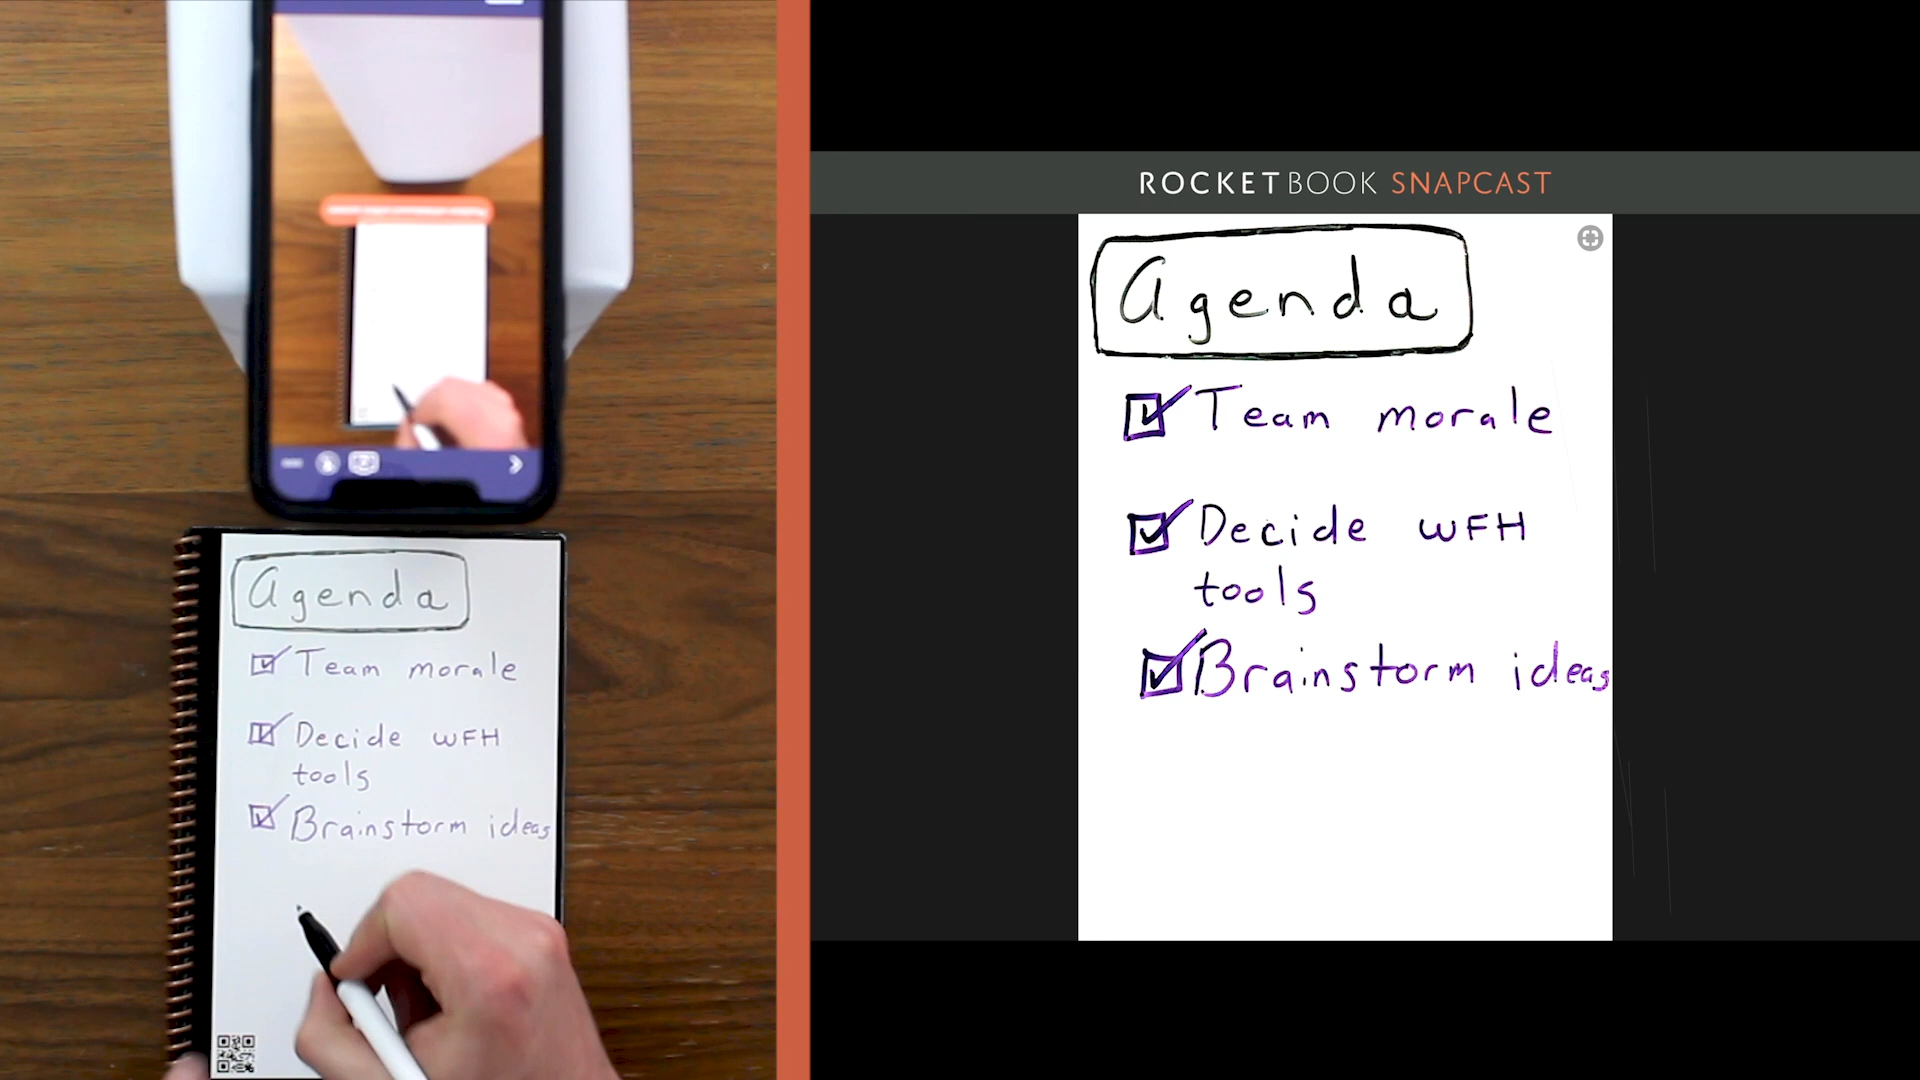 Agenda
Team morale
Decide WFH
tools
Brainstorm ideas
ROCKETBOOK SNAPCAST
Agenda
Team morale
Decide WFH
tools
Brainstorm ideas